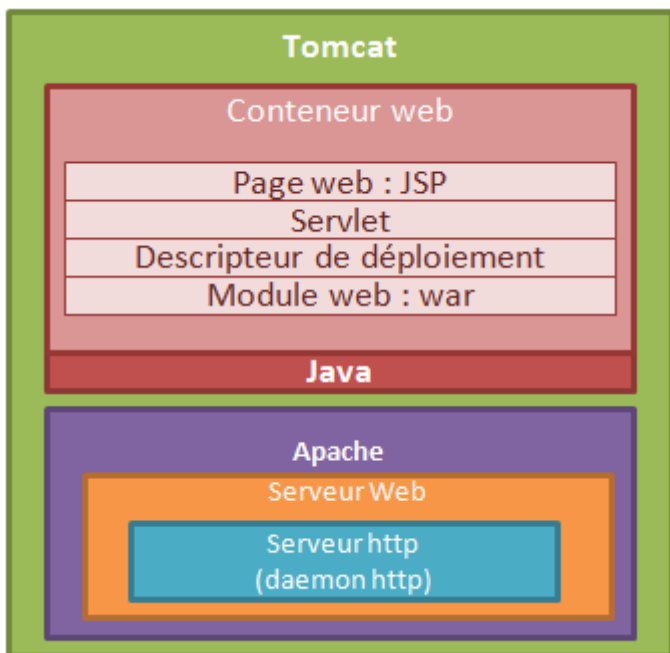 Tomcat
Conteneur web
Page web : JSP
Servlet
Descripteur de déploiement
Module web : war
Java
Apache
Serveur Web
Serveur http
(daemon http)